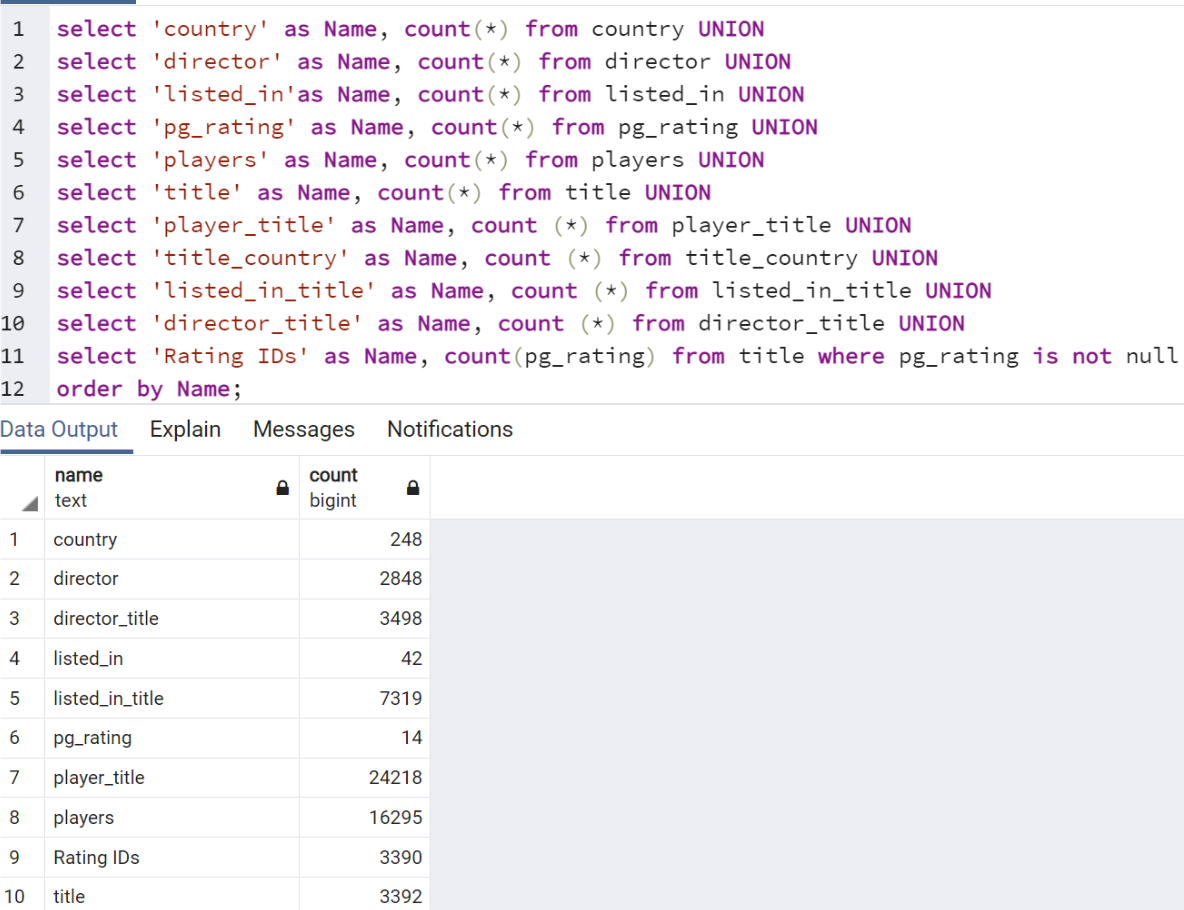 1 select 'country' as Name, count(*) from country UNION
2 select 'director' as Name, count(*) from director UNION
3 select 'listed_in'as Name, count(*) from listed_in UNION
4 select 'pg_rating' as Name, count(*) from pg_rating UNION
5 select 'players' as Name, count(*) from players UNION
6 select 'title' as Name, count(*) from title UNION
7 select 'player_title' as Name, count (*) from player_title UNION
8 select 'title_country' as Name, count (*) from title_country UNION
9 select 'listed_in_title' as Name, count (*) from listed_in_title UNION
10 select 'director_title' as Name, count (*) from director_title UNION
11 select 'Rating IDs' as Name, count(pg_rating) from title where pg_rating is not null
12 order by Name;
Data Output Explain Messages Notifications
name count
text bigint
1 country 248
2 director 2848
3 director_title 3498
4 listed_in 42
5 listed_in_title 7319
6 pg_rating 14
7 player_title 24218
8 players 16295
9 Rating IDs 3390
10 title 3392